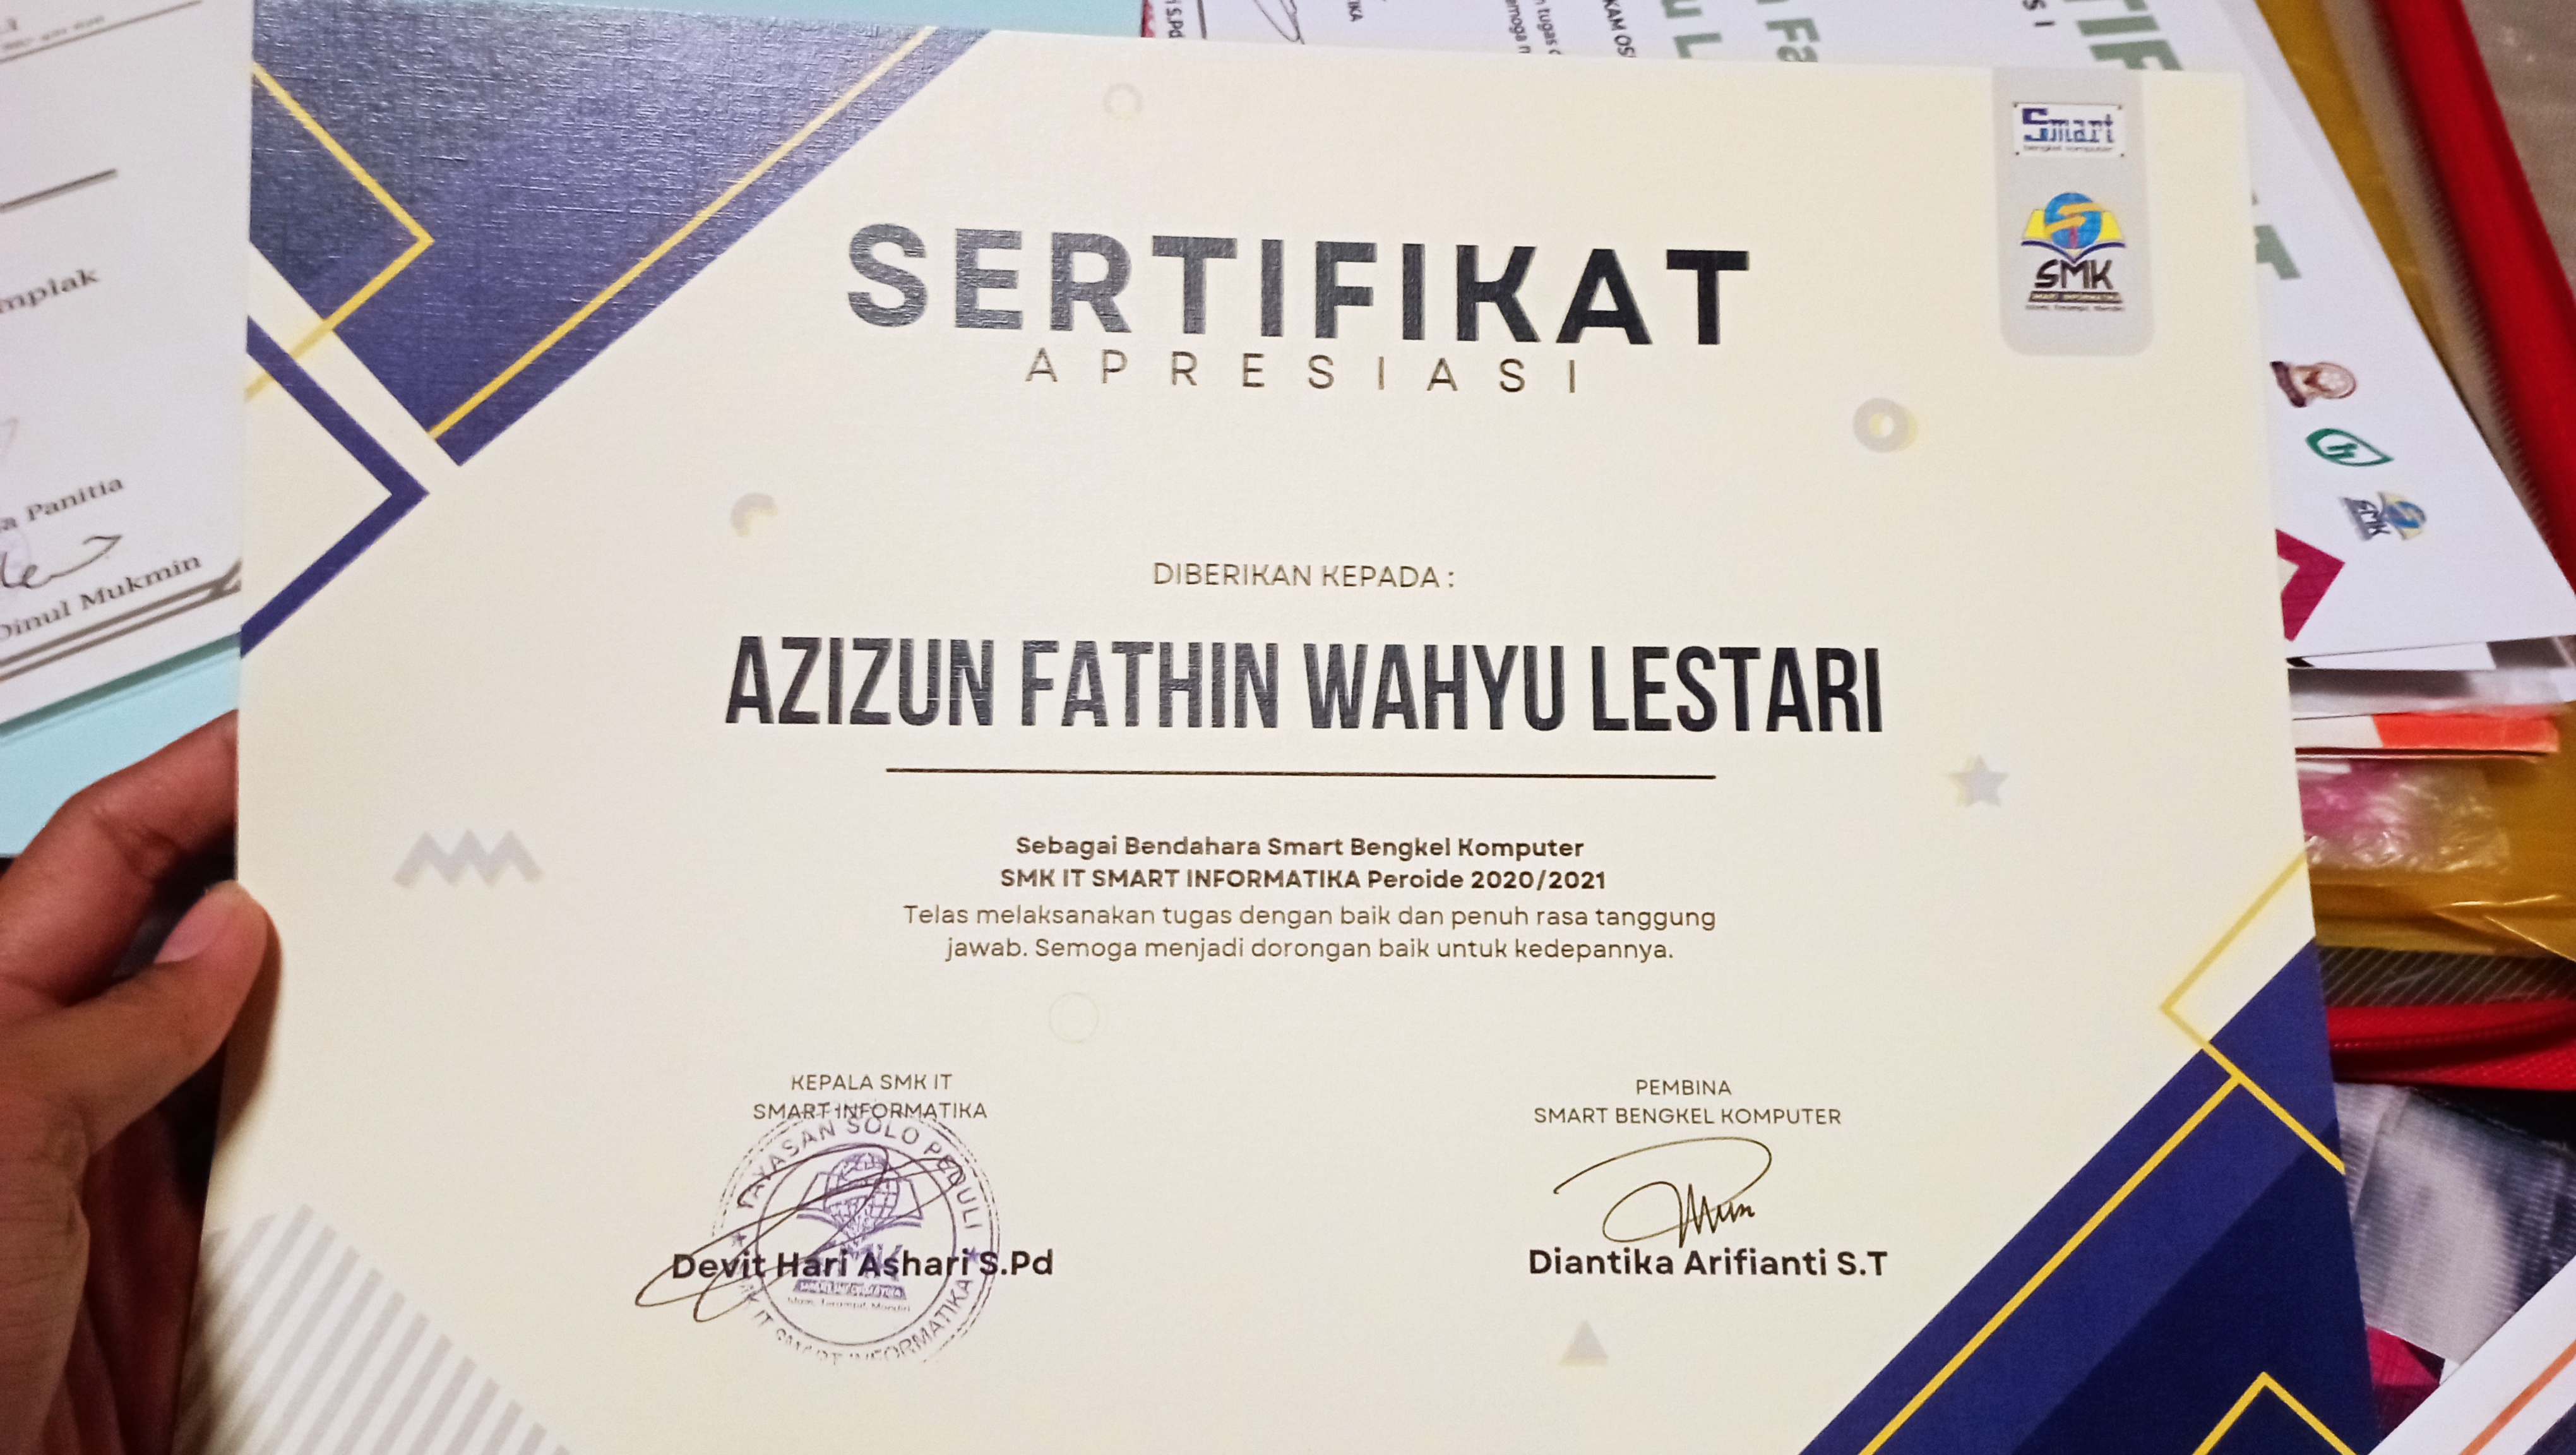 Smart
bengkel komputer
SMK
SERTIFIKAT
APRESIASI
DIBERIKAN KEPADA :
AZIZUN FATHIN WAHYU LESTARI
Sebagai Bendahara Smart Bengkel Komputer
SMK IT SMART INFORMATIKA Peroide 2020/2021
Telas melaksanakan tugas dengan baik dan penuh rasa tanggung
jawab. Semoga menjadi dorongan baik untuk kedepannya.
KEPALA SMK IT
SMART INFORMATIKA
YAYASAN SOLO PEDULI
Devit Hari Ashari S.Pd
SMK IT SMART INFORMATIKA
PEMBINA
SMART BENGKEL KOMPUTER
Diantika Arifianti S.T
Panitia
Dinul Mukmin
SMK